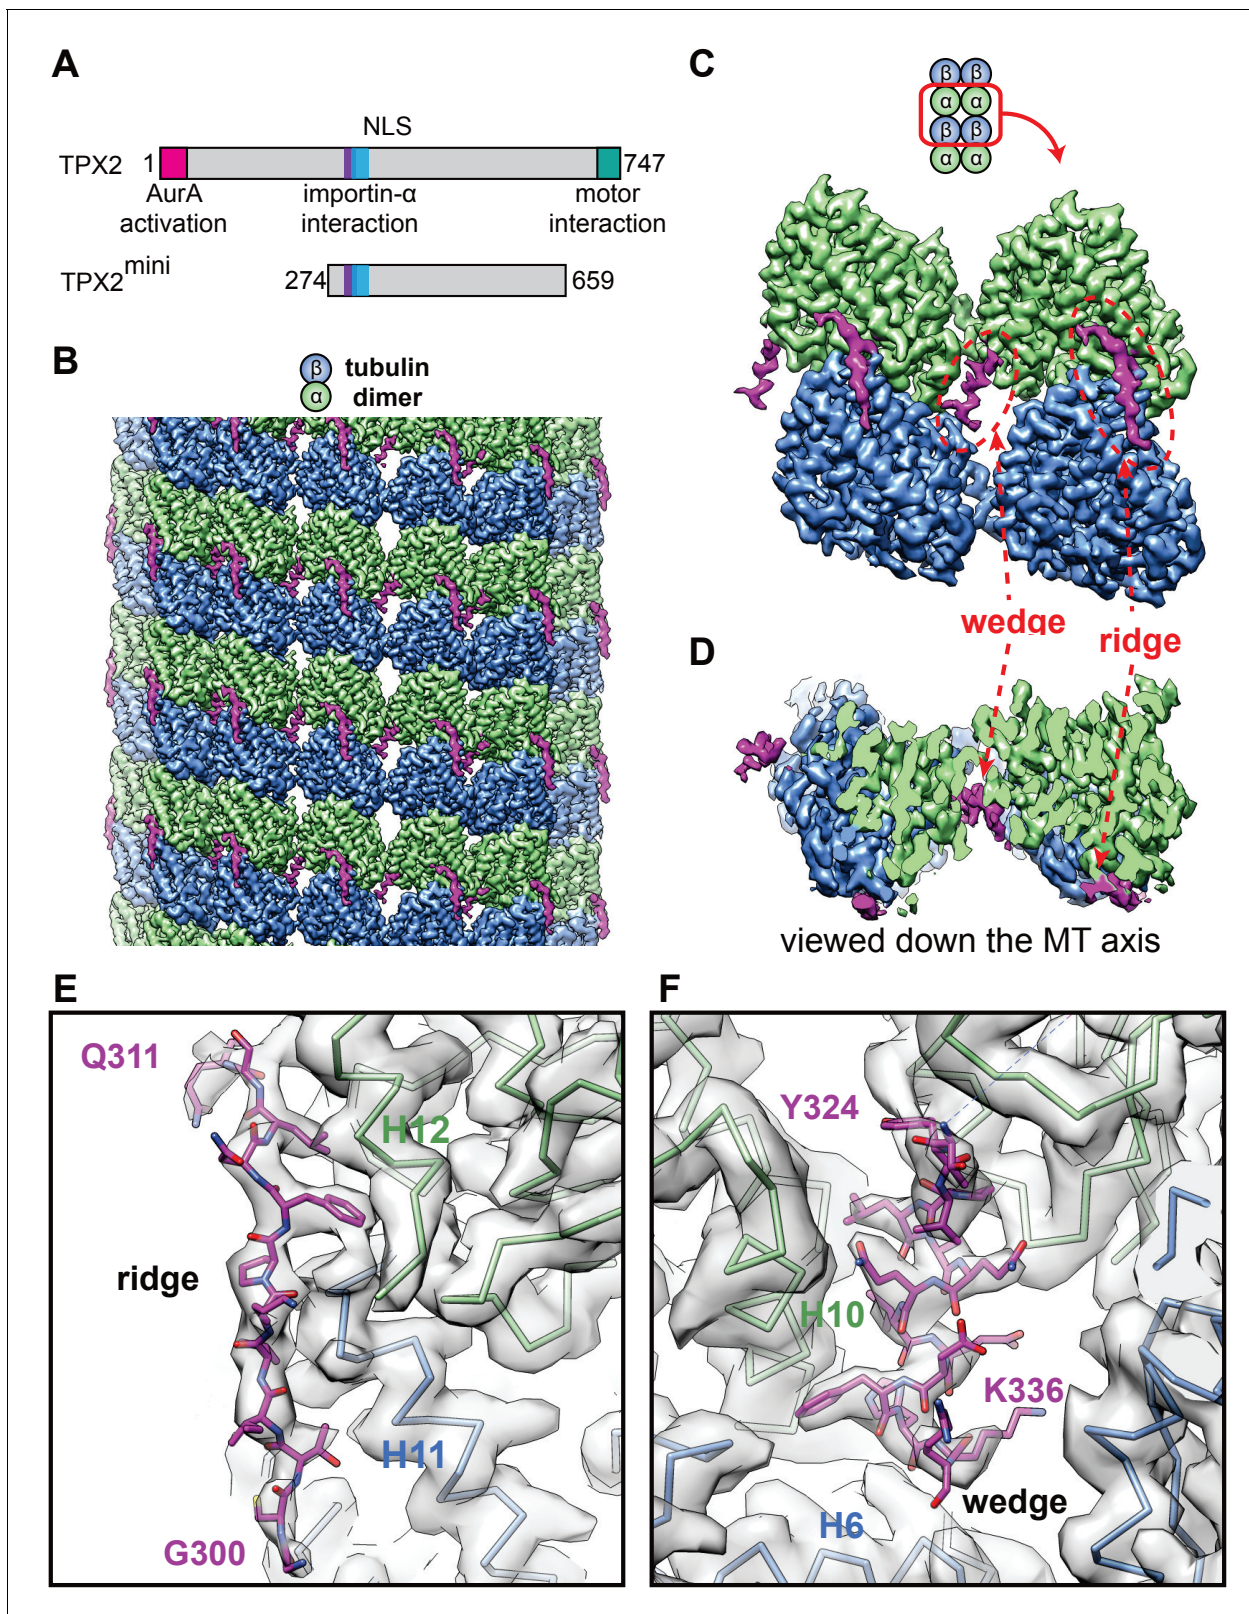 A
NLS
TPX2 1 747
AurA activation
importin-α interaction
motor interaction
TPX2mini
274 659
B
β tubulin
α dimer
C
β β
α α
β β
α α
wedge
ridge
D
viewed down the MT axis
E
Q311
H12
ridge
H11
G300
F
Y324
H10
K336
wedge
H6